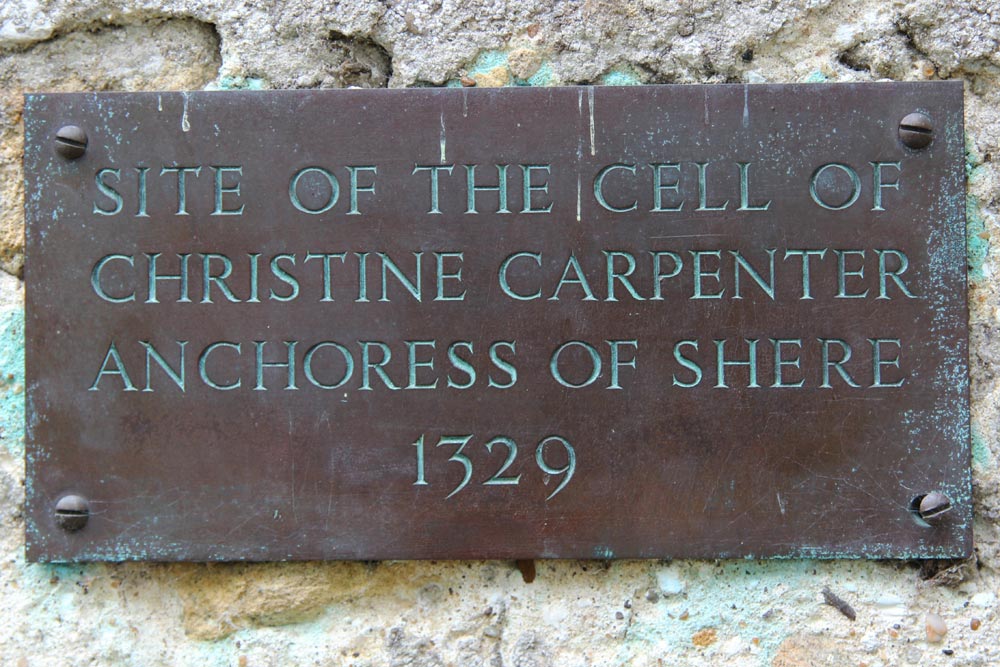 SITE OF THE CELL OF
CHRISTINE CARPENTER
ANCHORESS OF SHERE
1329